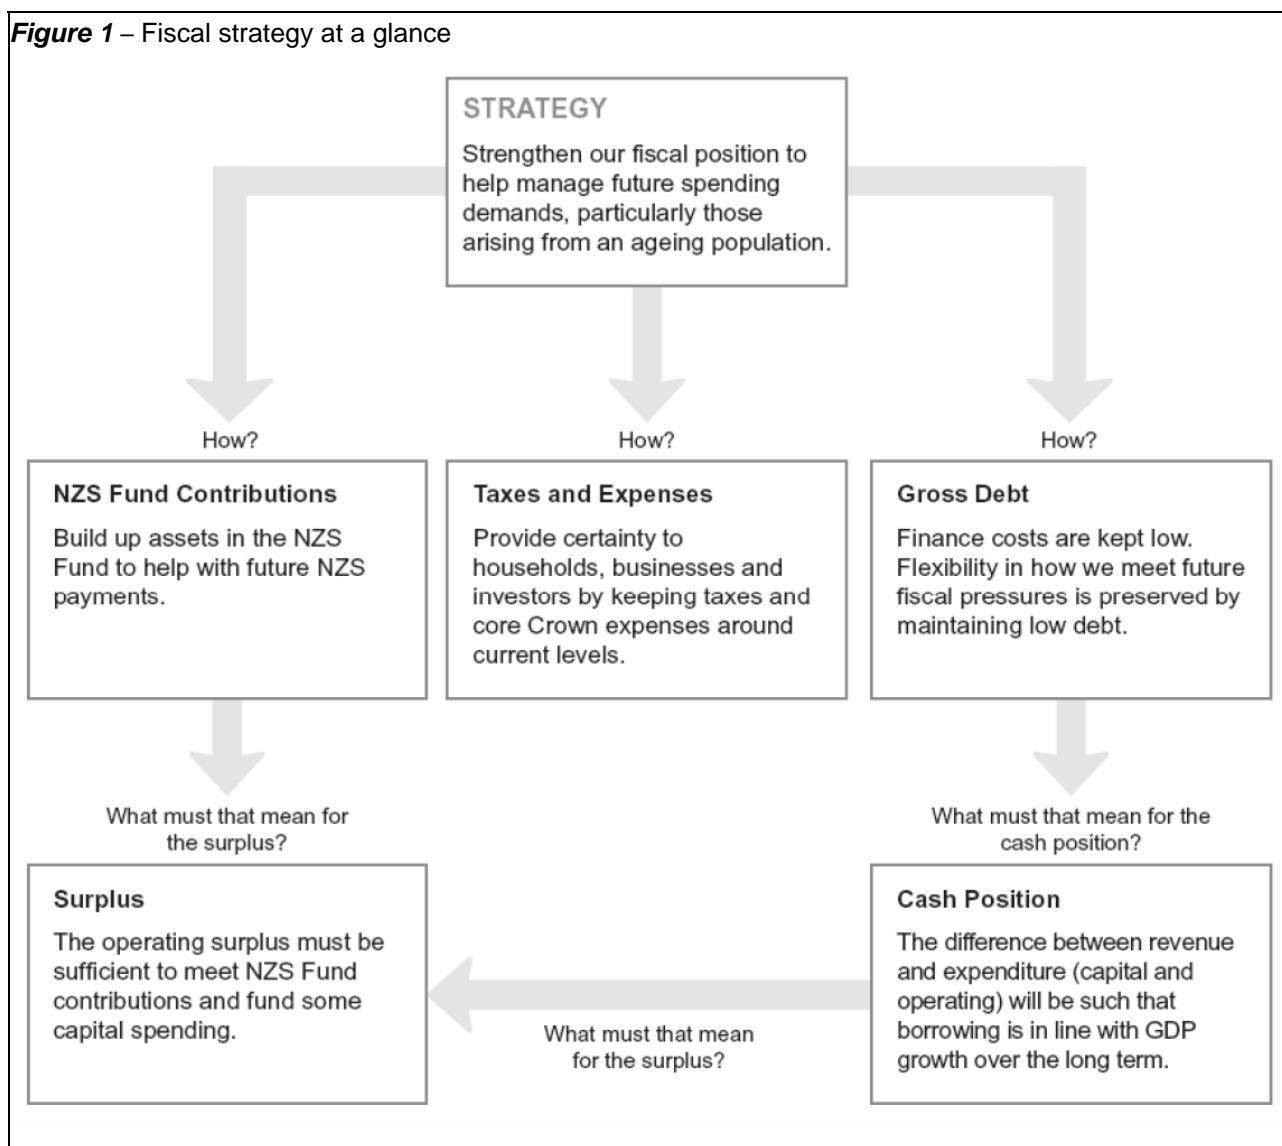 Figure 1 – Fiscal strategy at a glance
STRATEGY
Strengthen our fiscal position to
help manage future spending
demands, particularly those
arising from an ageing population.
How?
NZS Fund Contributions
Build up assets in the NZS
Fund to help with future NZS
payments.
How?
Taxes and Expenses
Provide certainty to
households, businesses and
investors by keeping taxes and
core Crown expenses around
current levels.
How?
Gross Debt
Finance costs are kept low.
Flexibility in how we meet future
fiscal pressures is preserved by
maintaining low debt.
What must that mean for
the surplus?
Surplus
The operating surplus must be
sufficient to meet NZS Fund
contributions and fund some
capital spending.
What must that mean
for the surplus?
What must that mean for the
cash position?
Cash Position
The difference between revenue
and expenditure (capital and
operating) will be such that
borrowing is in line with GDP
growth over the long term.